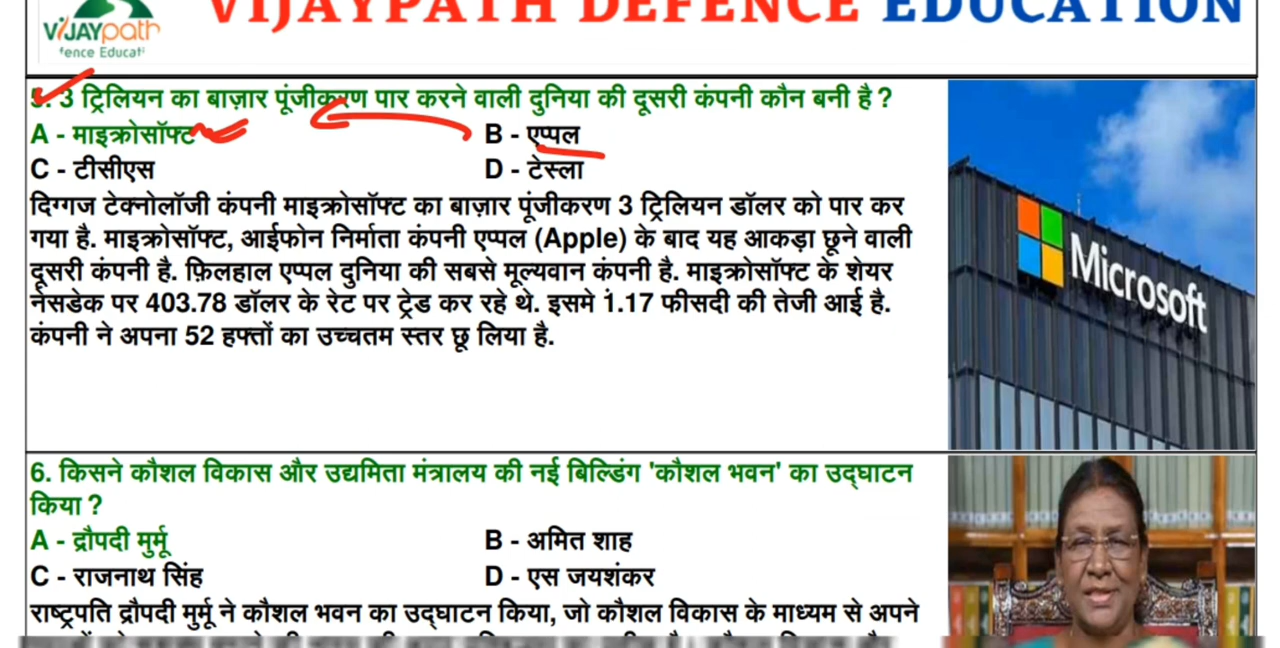 VIJAYPATH DEFENCE EDUCATION
ViJAYpath
fence Educati
5. 3 ट्रिलियन का बाज़ार पूंजीकरण पार करने वाली दुनिया की दूसरी कंपनी कौन बनी है ?
A - माइक्रोसॉफ्ट
B - एप्पल
C - टीसीएस
D - टेस्ला
दिग्गज टेक्नोलॉजी कंपनी माइक्रोसॉफ्ट का बाज़ार पूंजीकरण 3 ट्रिलियन डॉलर को पार कर
गया है. माइक्रोसॉफ्ट, आईफोन निर्माता कंपनी एप्पल (Apple) के बाद यह आकड़ा छूने वाली
दूसरी कंपनी है. फ़िलहाल एप्पल दुनिया की सबसे मूल्यवान कंपनी है. माइक्रोसॉफ्ट के शेयर
नेसडेक पर 403.78 डॉलर के रेट पर ट्रेड कर रहे थे. इसमे 1.17 फीसदी की तेजी आई है.
कंपनी ने अपना 52 हफ्तों का उच्चतम स्तर छू लिया है.
Microsoft
6. किसने कौशल विकास और उद्यमिता मंत्रालय की नई बिल्डिंग 'कौशल भवन' का उद्घाटन
किया ?
A - द्रौपदी मुर्मू
B - अमित शाह
C - राजनाथ सिंह
D - एस जयशंकर
राष्ट्रपति द्रौपदी मुर्मू ने कौशल भवन का उद्घाटन किया, जो कौशल विकास के माध्यम से अपने